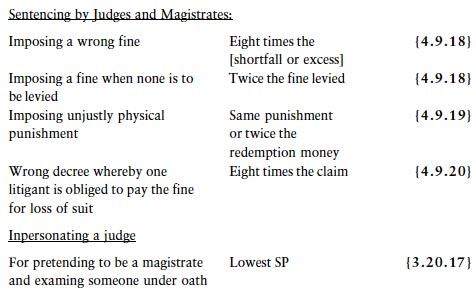 Sentencing by Judges and Magistrates:
Imposing a wrong fine Eight times the {4.9.18}
[shortfall or excess]
Imposing a fine when none is to Twice the fine levied {4.9.18}
be levied
Imposing unjustly physical Same punishment {4.9.19}
punishment or twice the
redemption money
Wrong decree whereby one Eight times the claim {4.9.20}
litigant is obliged to pay the fine
for loss of suit
Inpersonating a judge
For pretending to be a magistrate Lowest SP {3.20.17}
and examing someone under oath